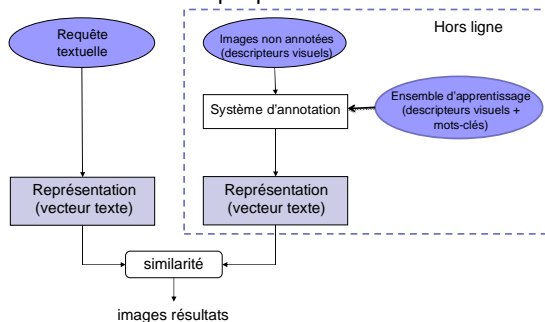 Hors ligne
Requête
textuelle
Images non annotées
(descripteurs visuels)
Système d'annotation
Ensemble d'apprentissage
(descripteurs visuels +
mots-clés)
Représentation
(vecteur texte)
Représentation
(vecteur texte)
similarité
images résultats